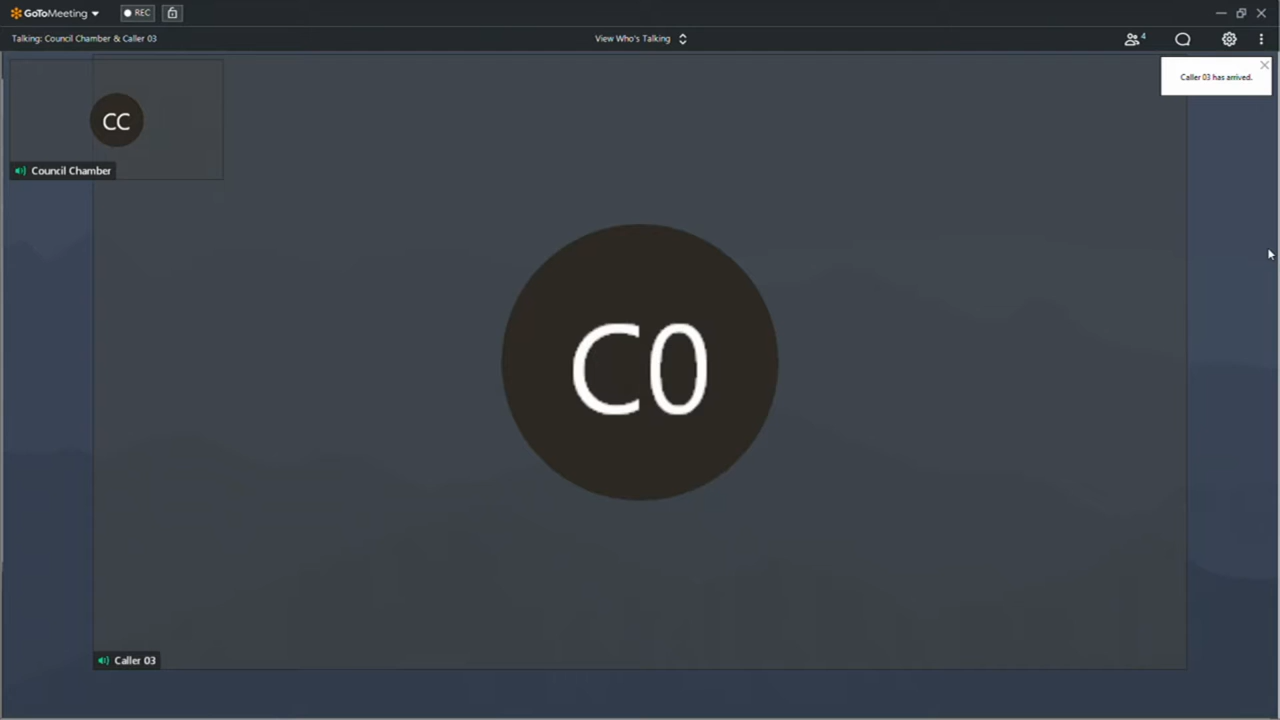 GoToMeeting
REC
Talking: Council Chamber & Caller 03
View Who's Talking
4
Caller 03 has arrived.
CC
Council Chamber
C0
Caller 03